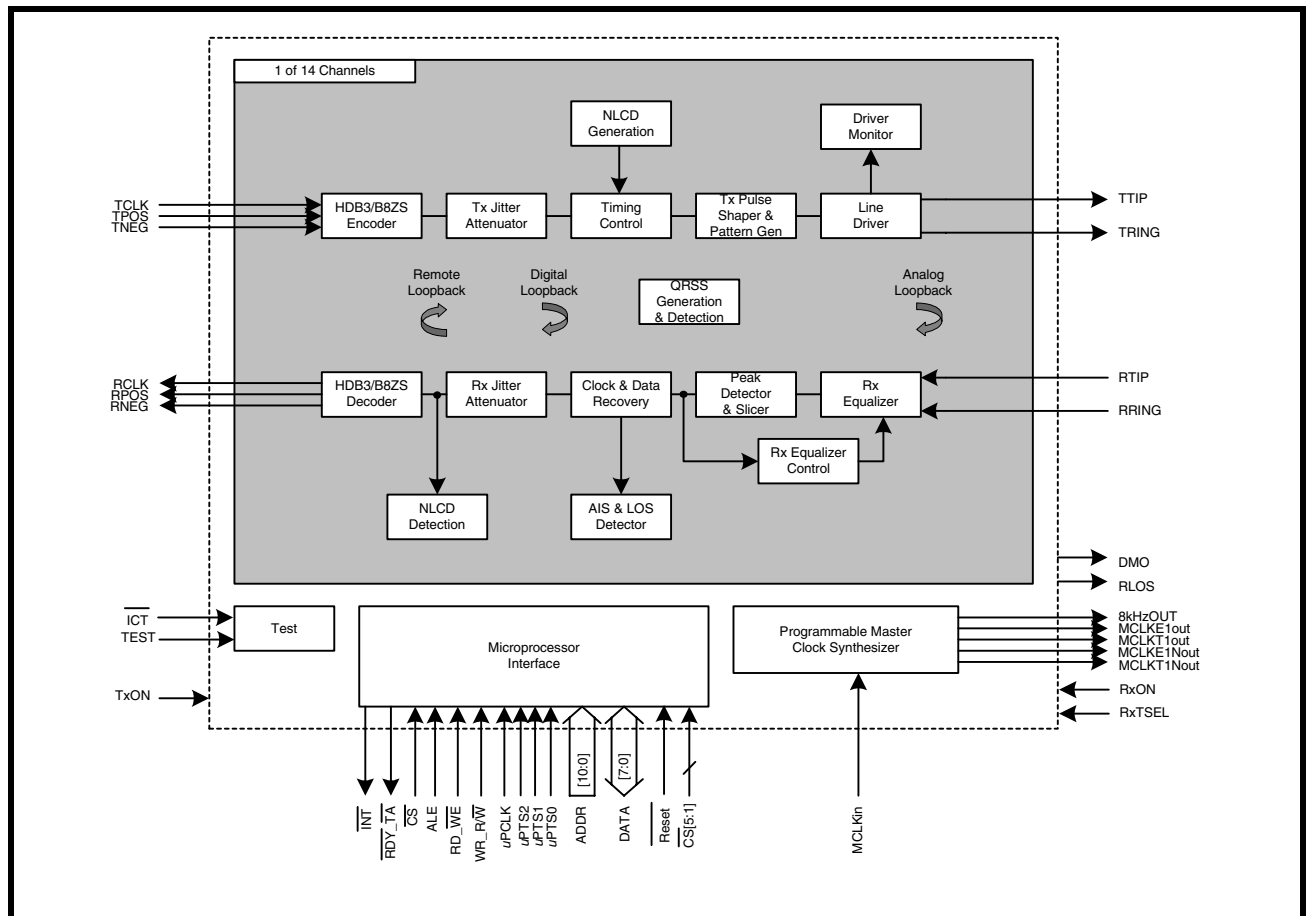 1 of 14 Channels
NLCD
Generation
Driver
Monitor
TCLK
TPOS
TNEG
HDB3/B8ZS
Encoder
Tx Jitter
Attenuator
Timing
Control
Tx Pulse
Shaper &
Pattern Gen
Line
Driver
TTIP
TRING
Remote
Loopback
Digital
Loopback
QRSS
Generation
& Detection
Analog
Loopback
RCLK
RPOS
RNEG
HDB3/B8ZS
Decoder
Rx Jitter
Attenuator
Clock & Data
Recovery
Peak
Detector
& Slicer
Rx
Equalizer
RTIP
RRING
Rx Equalizer
Control
NLCD
Detection
AIS & LOS
Detector
DMO
RLOS
ICT
TEST
Test
Microprocessor
Interface
Programmable Master
Clock Synthesizer
8kHzOUT
MCLKE1out
MCLKT1out
MCLKE1Nout
MCLKT1Nout
TxON
RxON
RxTSEL
INT
RDY_TA
CS
ALE
RD_WE
WR_R/W
uPCLK
uPTS2
uPTS1
uPTS0
[10:0]
ADDR
[7:0]
DATA
Reset
CS[5:1]
MCLKin